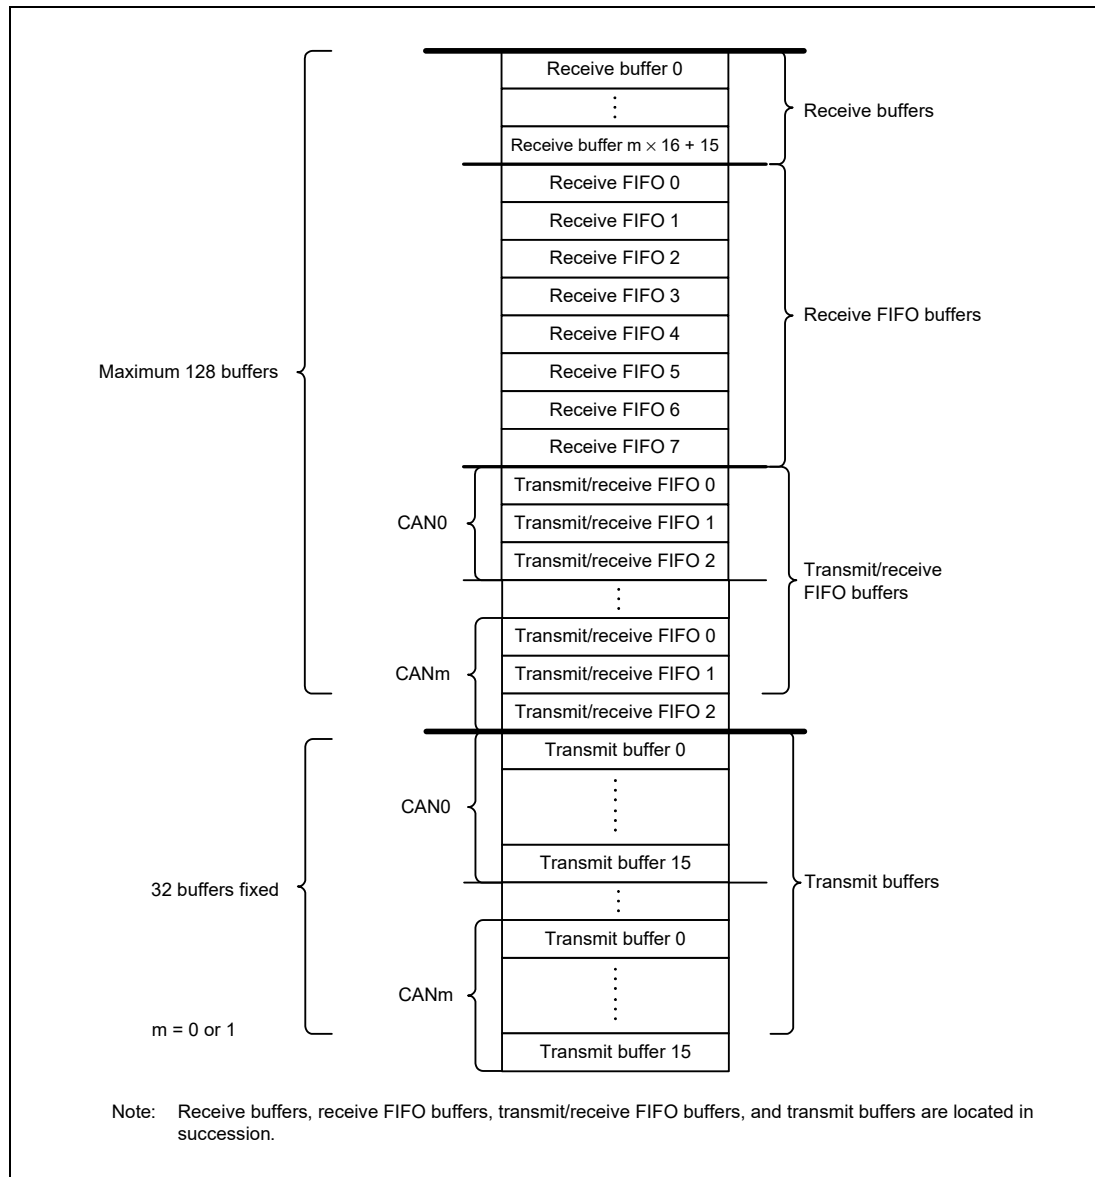 Receive buffer 0
Receive buffers
Receive buffer m × 16 + 15
Receive FIFO 0
Receive FIFO 1
Receive FIFO 2
Receive FIFO 3
Receive FIFO buffers
Receive FIFO 4
Maximum 128 buffers
Receive FIFO 5
Receive FIFO 6
Receive FIFO 7
Transmit/receive FIFO 0
CAN0
Transmit/receive FIFO 1
Transmit/receive FIFO 2
Transmit/receive
FIFO buffers
Transmit/receive FIFO 0
CANm
Transmit/receive FIFO 1
Transmit/receive FIFO 2
Transmit buffer 0
CAN0
Transmit buffer 15
32 buffers fixed
Transmit buffers
Transmit buffer 0
CANm
m = 0 or 1
Transmit buffer 15
Note: Receive buffers, receive FIFO buffers, transmit/receive FIFO buffers, and transmit buffers are located in
succession.